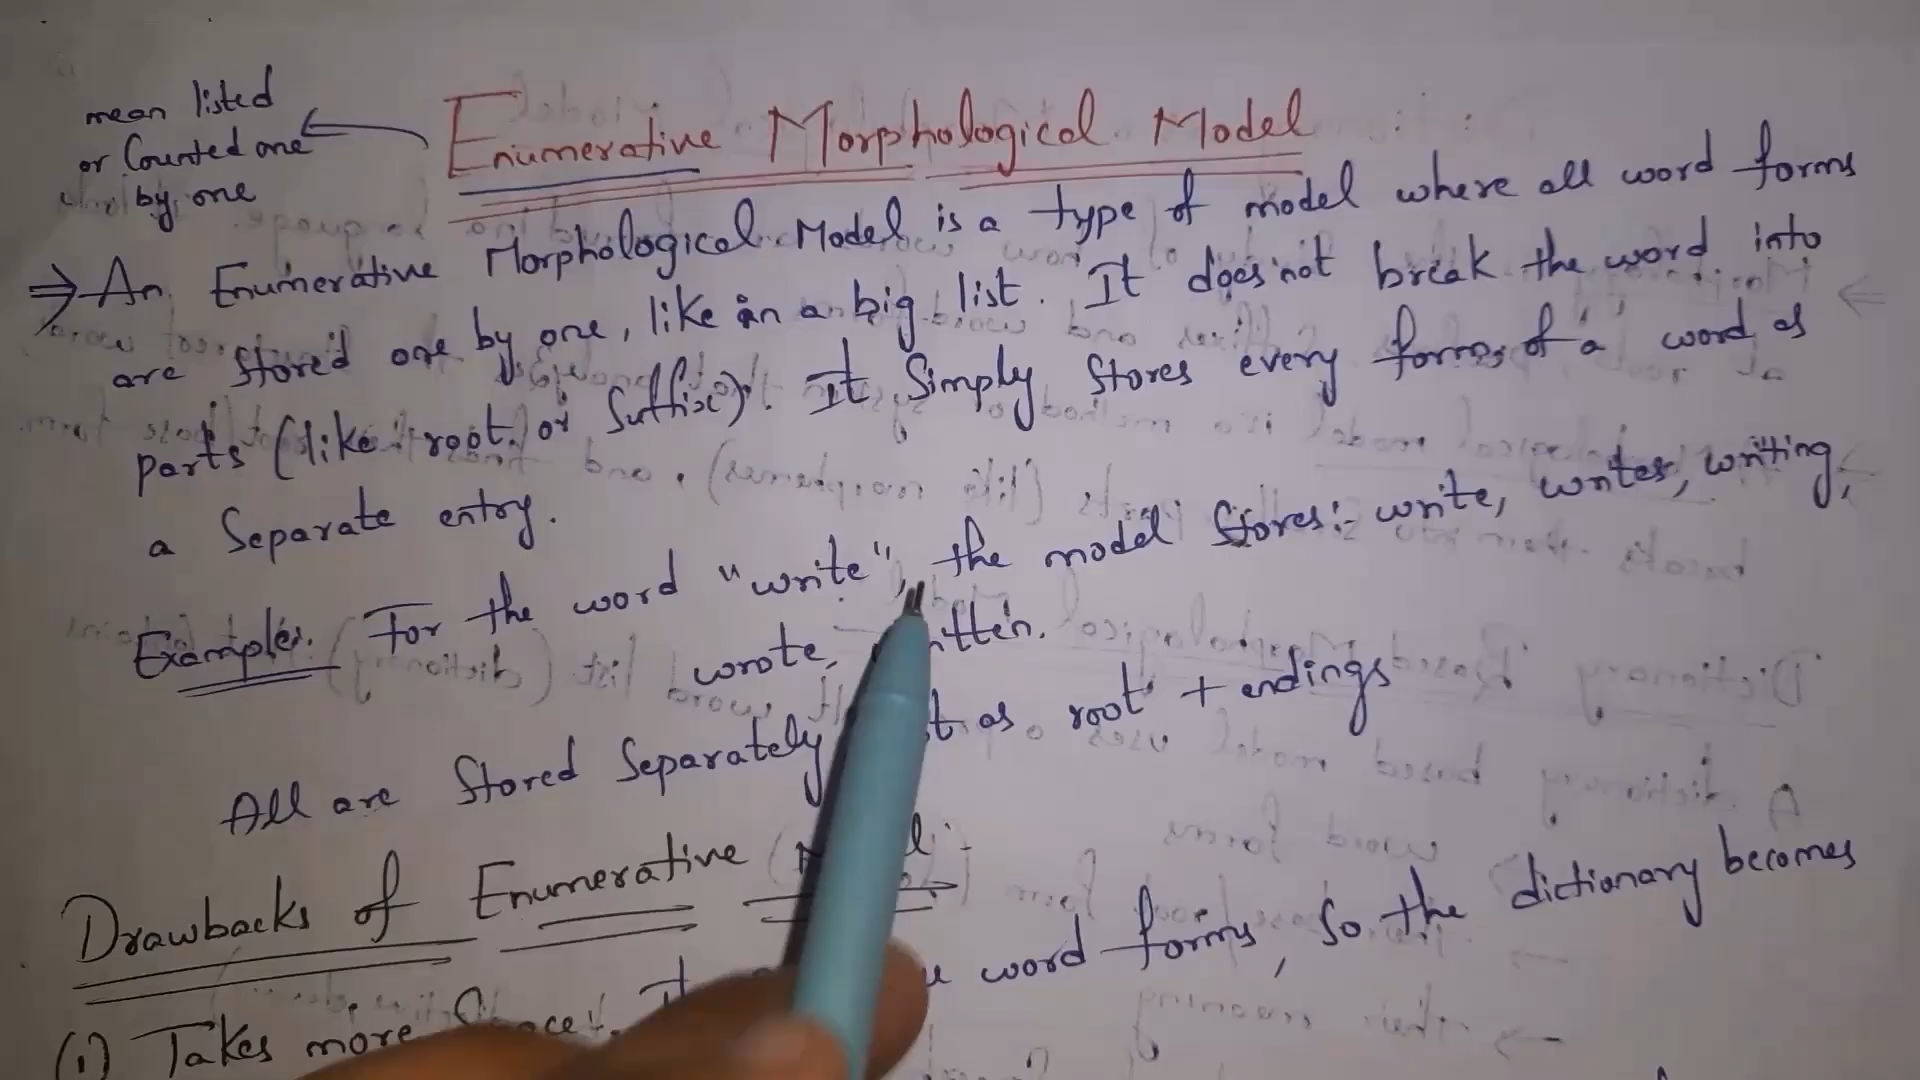 mean listed
or Counted one
by one
Enumerative Morphological Model :
⇒ An Enumerative Morphological Model is a type of model where all word forms
are stored one by one, like in a big list. It does not break the word into
parts (like root or Suffix). It Simply Stores every forms of a word as
a Separate entry.
Example:. For the word "write", the model Stores:- write, writes, writing,
wrote,
All are Stored Separately as root + endings
Drawbacks of Enumerative
(1) Takes more Space:. It word forms, So the dictionary becomes